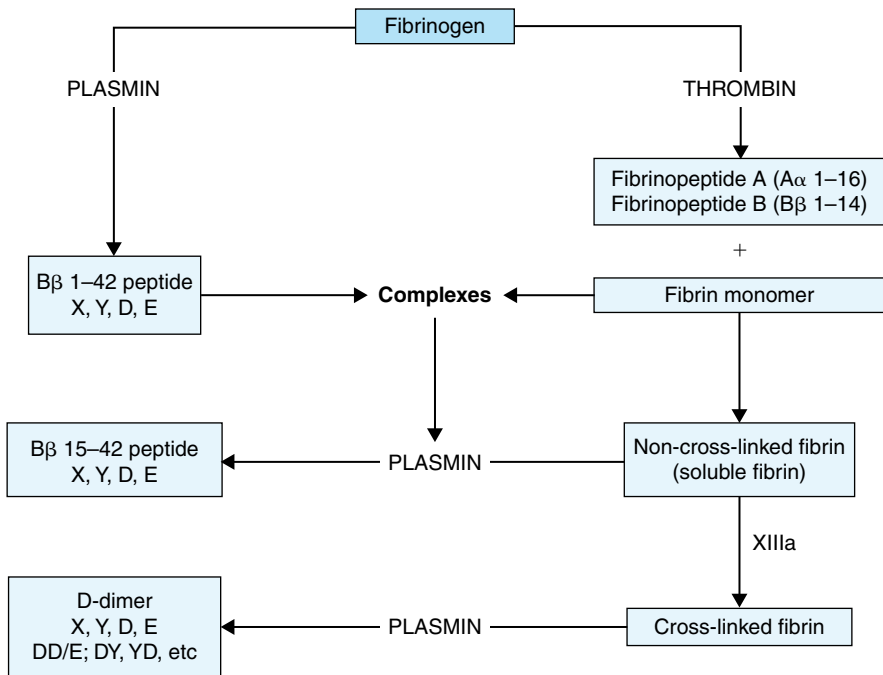 Fibrinogen
PLASMIN
THROMBIN
Fibrinopeptide A (Aα 1–16)
Fibrinopeptide B (Bβ 1–14)
+
Bβ 1–42 peptide
X, Y, D, E
Complexes
Fibrin monomer
Bβ 15–42 peptide
X, Y, D, E
PLASMIN
Non-cross-linked fibrin
(soluble fibrin)
XIIIa
D-dimer
X, Y, D, E
DD/E; DY, YD, etc
PLASMIN
Cross-linked fibrin